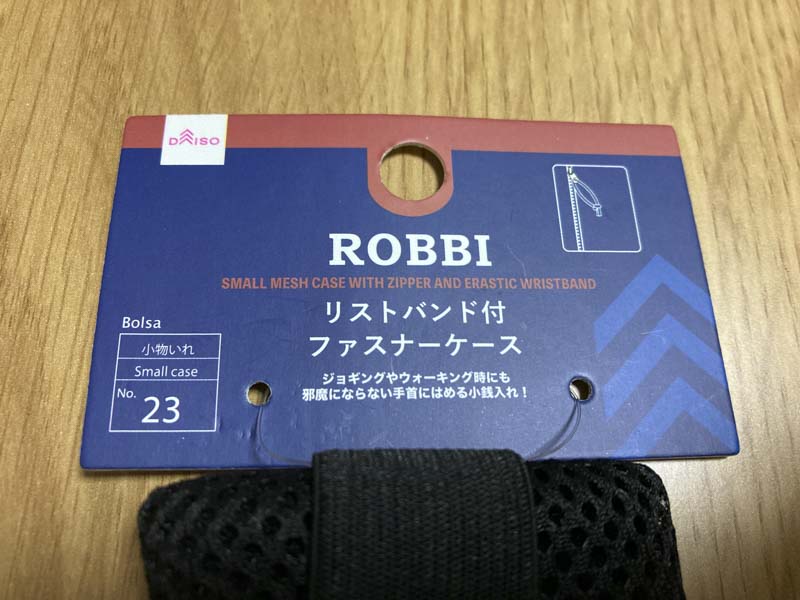 DAISO
ROBBI
SMALL MESH CASE WITH ZIPPER AND ERASTIC WRISTBAND
リストバンド付
ファスナーケース
ジョギングやウォーキング時にも
邪魔にならない手首にはめる小銭入れ!
Bolsa
小物いれ
Small case
No. 23